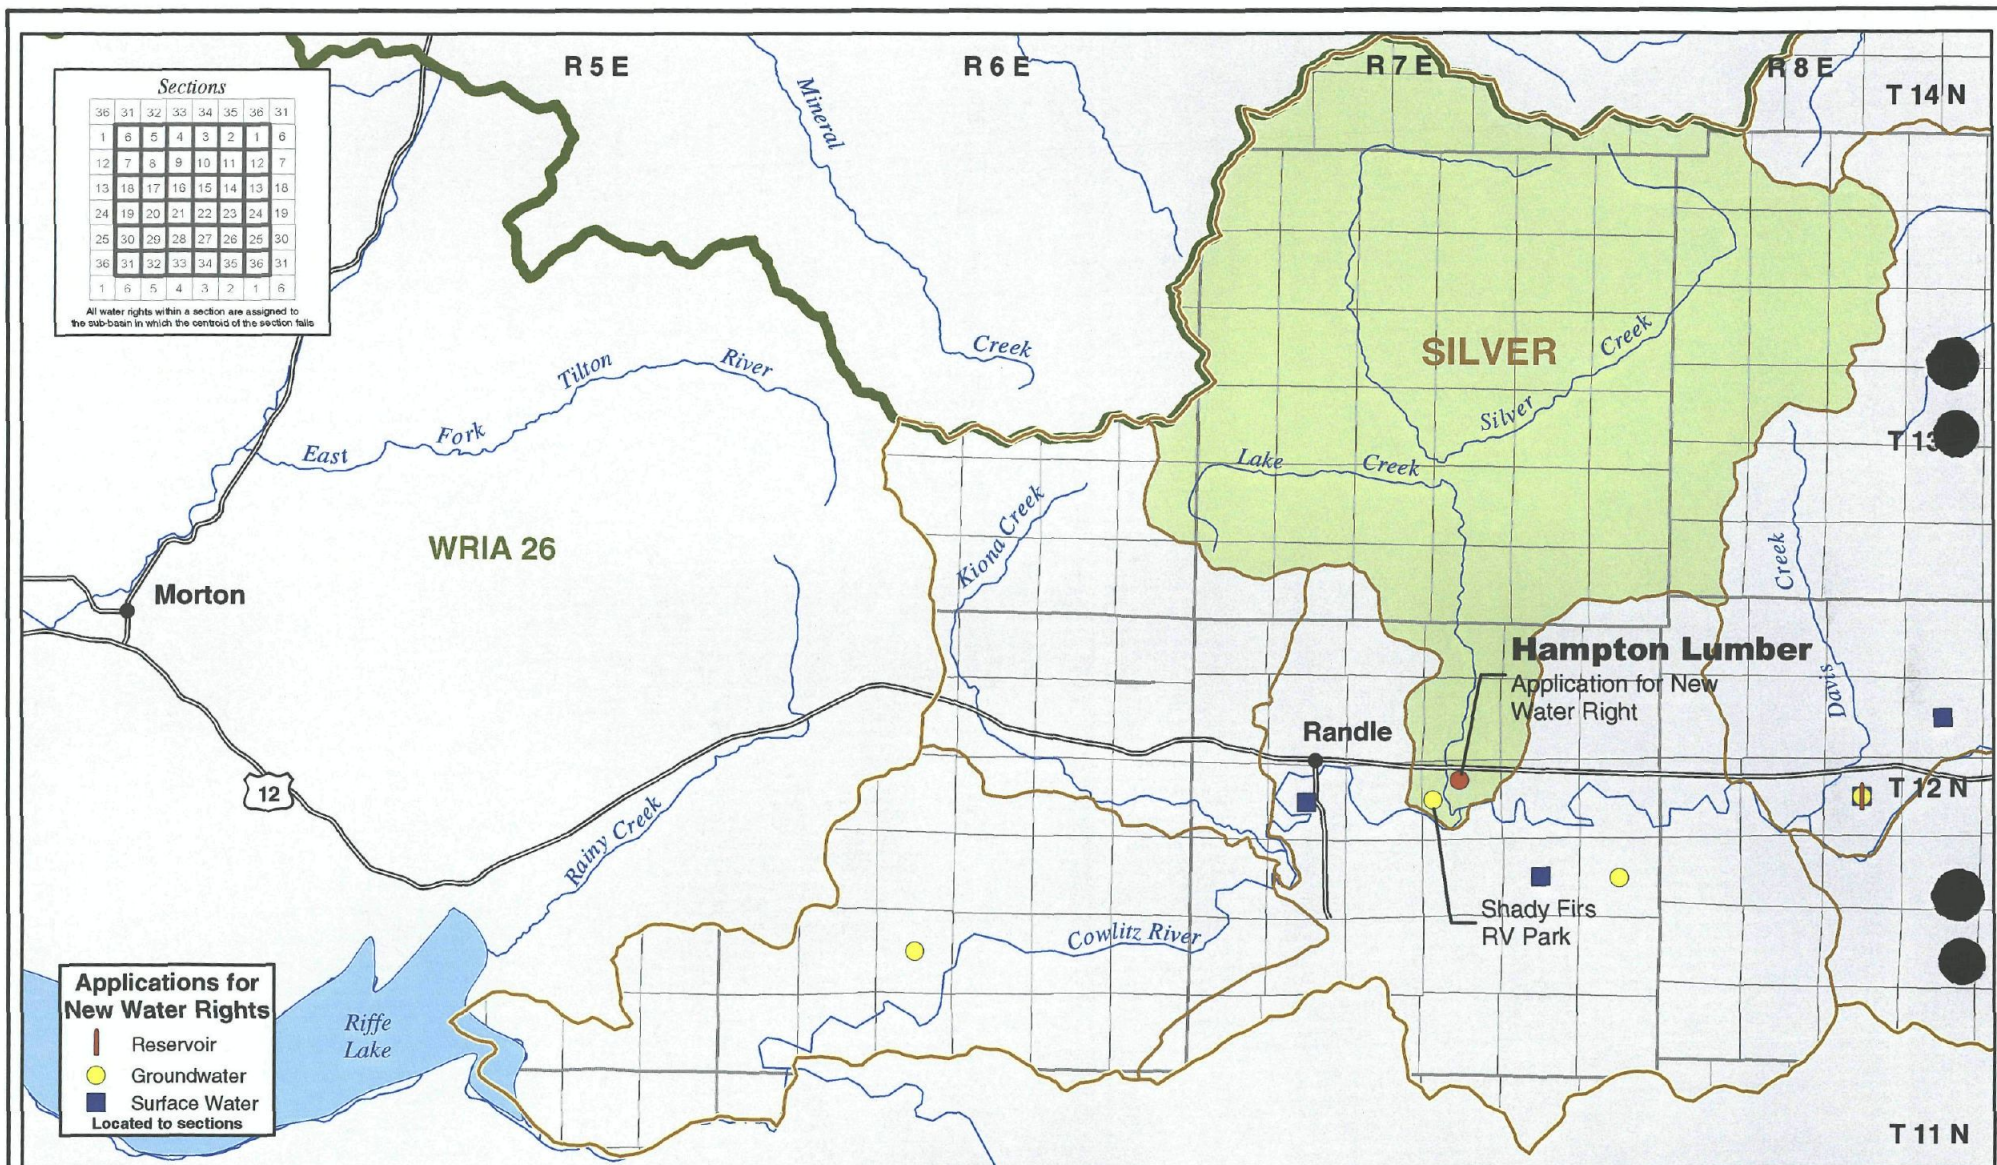 R 5 E
R 6 E
R 7 E
R 8 E
T 14 N
Sections
36 31 32 33 34 35 36 31
1 6 5 4 3 2 1 6
12 7 8 9 10 11 12 7
13 18 17 16 15 14 13 18
24 19 20 21 22 23 24 19
25 30 29 28 27 26 25 30
36 31 32 33 34 35 36 31
1 6 5 4 3 2 1 6
All water rights within a section are assigned to
the sub-basin in which the centroid of the section falls
Mineral
Creek
East Fork Tilton River
SILVER
Silver Creek
Lake Creek
T 13
Kiona Creek
WRIA 26
Morton
Creek
Davis
Hampton Lumber
Application for New
Water Right
Randle
12
T 12 N
Rainy Creek
Shady Firs
RV Park
Cowlitz River
Riffe
Lake
Applications for
New Water Rights
Reservoir
Groundwater
Surface Water
Located to sections
T 11 N